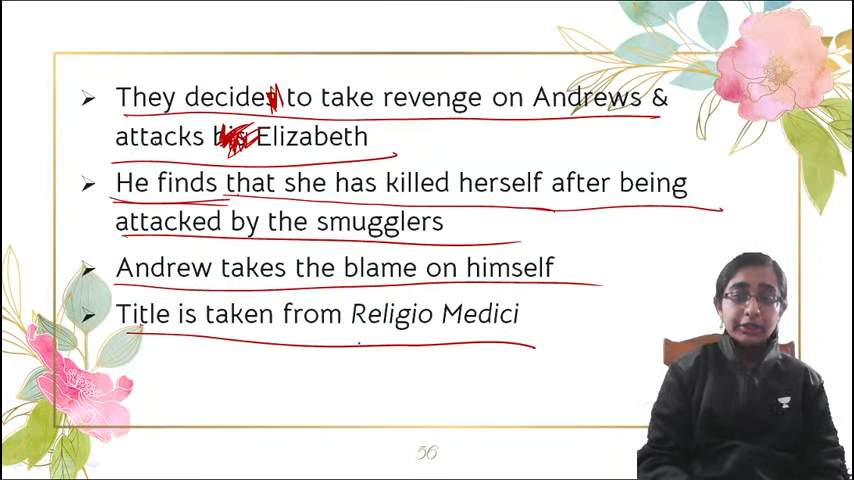 They decides to take revenge on Andrews &
attacks his Elizabeth
He finds that she has killed herself after being
attacked by the smugglers
Andrew takes the blame on himself
Title is taken from Religio Medici
56